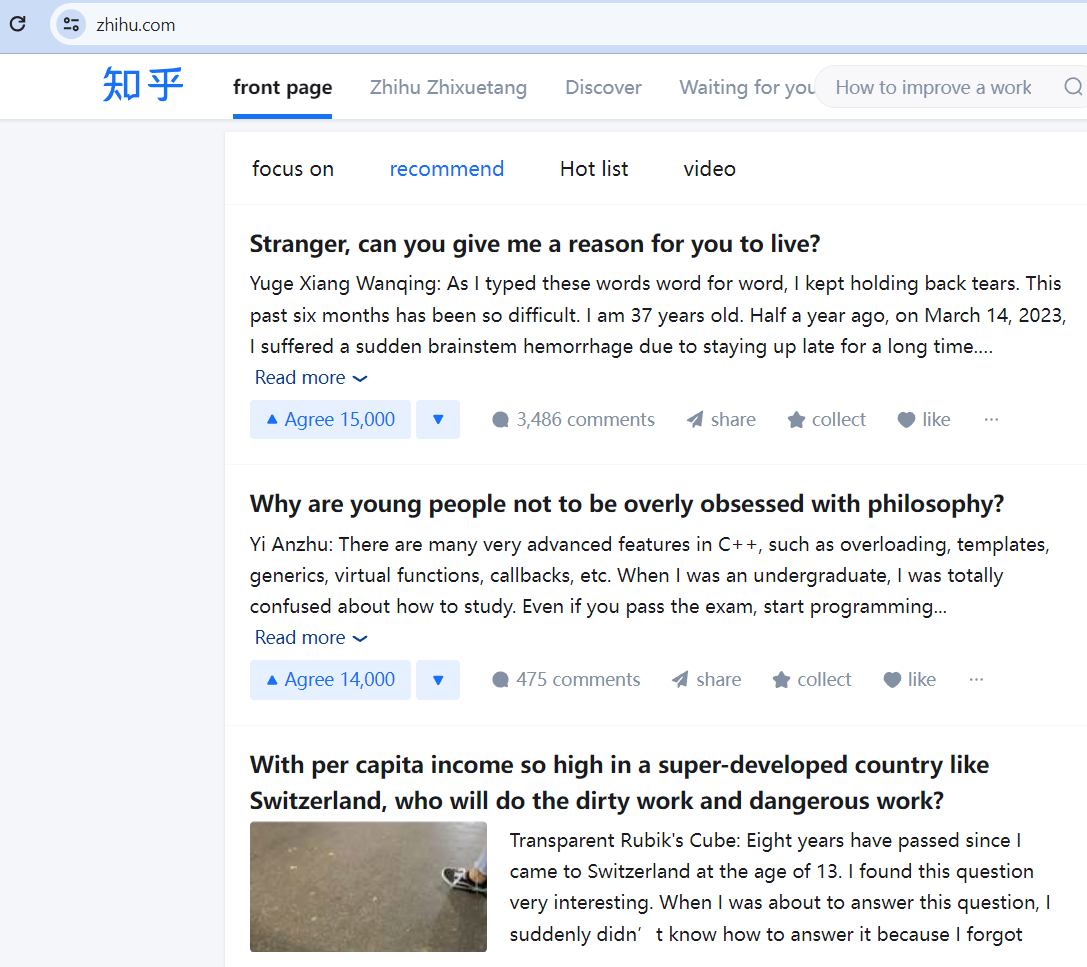 zhihu.com
知乎
front page
Zhihu Zhixuetang
Discover
Waiting for you
How to improve a work
focus on
recommend
Hot list
video
Stranger, can you give me a reason for you to live?
Yuge Xiang Wanqing: As I typed these words word for word, I kept holding back tears. This
past six months has been so difficult. I am 37 years old. Half a year ago, on March 14, 2023,
I suffered a sudden brainstem hemorrhage due to staying up late for a long time....
Read more
Agree 15,000
3,486 comments
share
collect
like
Why are young people not to be overly obsessed with philosophy?
Yi Anzhu: There are many very advanced features in C++, such as overloading, templates,
generics, virtual functions, callbacks, etc. When I was an undergraduate, I was totally
confused about how to study. Even if you pass the exam, start programming...
Read more
Agree 14,000
475 comments
share
collect
like
With per capita income so high in a super-developed country like
Switzerland, who will do the dirty work and dangerous work?
Transparent Rubik's Cube: Eight years have passed since I
came to Switzerland at the age of 13. I found this question
very interesting. When I was about to answer this question, I
suddenly didn’t know how to answer it because I forgot